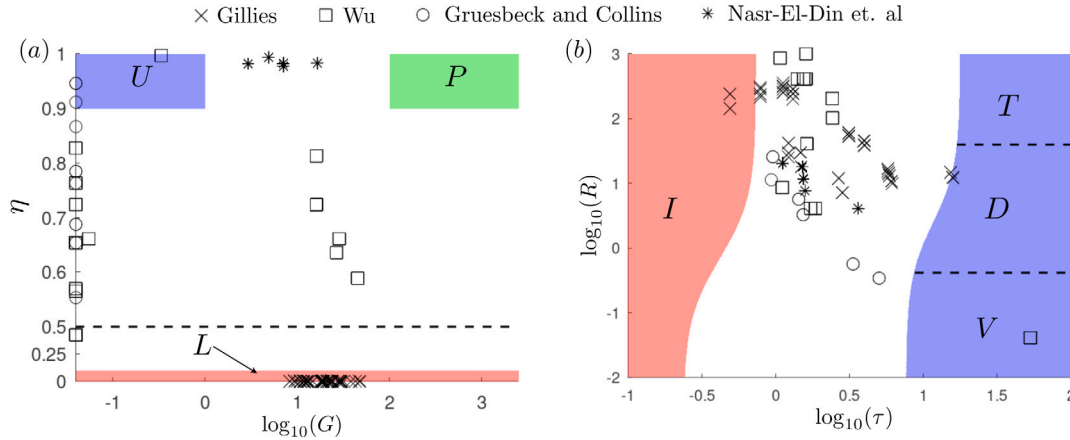 × Gillies □ Wu ○ Gruesbeck and Collins * Nasr-El-Din et. al
(a)
1
0.9
0.8
0.7
0.6
0.5
0.25
0
η
U
P
L
-1 0 1 2 3
log₁₀(G)
(b)
3
2
1
0
-1
-2
log₁₀(R)
I
T
D
V
-1 -0.5 0 0.5 1 1.5 2
log₁₀(τ)